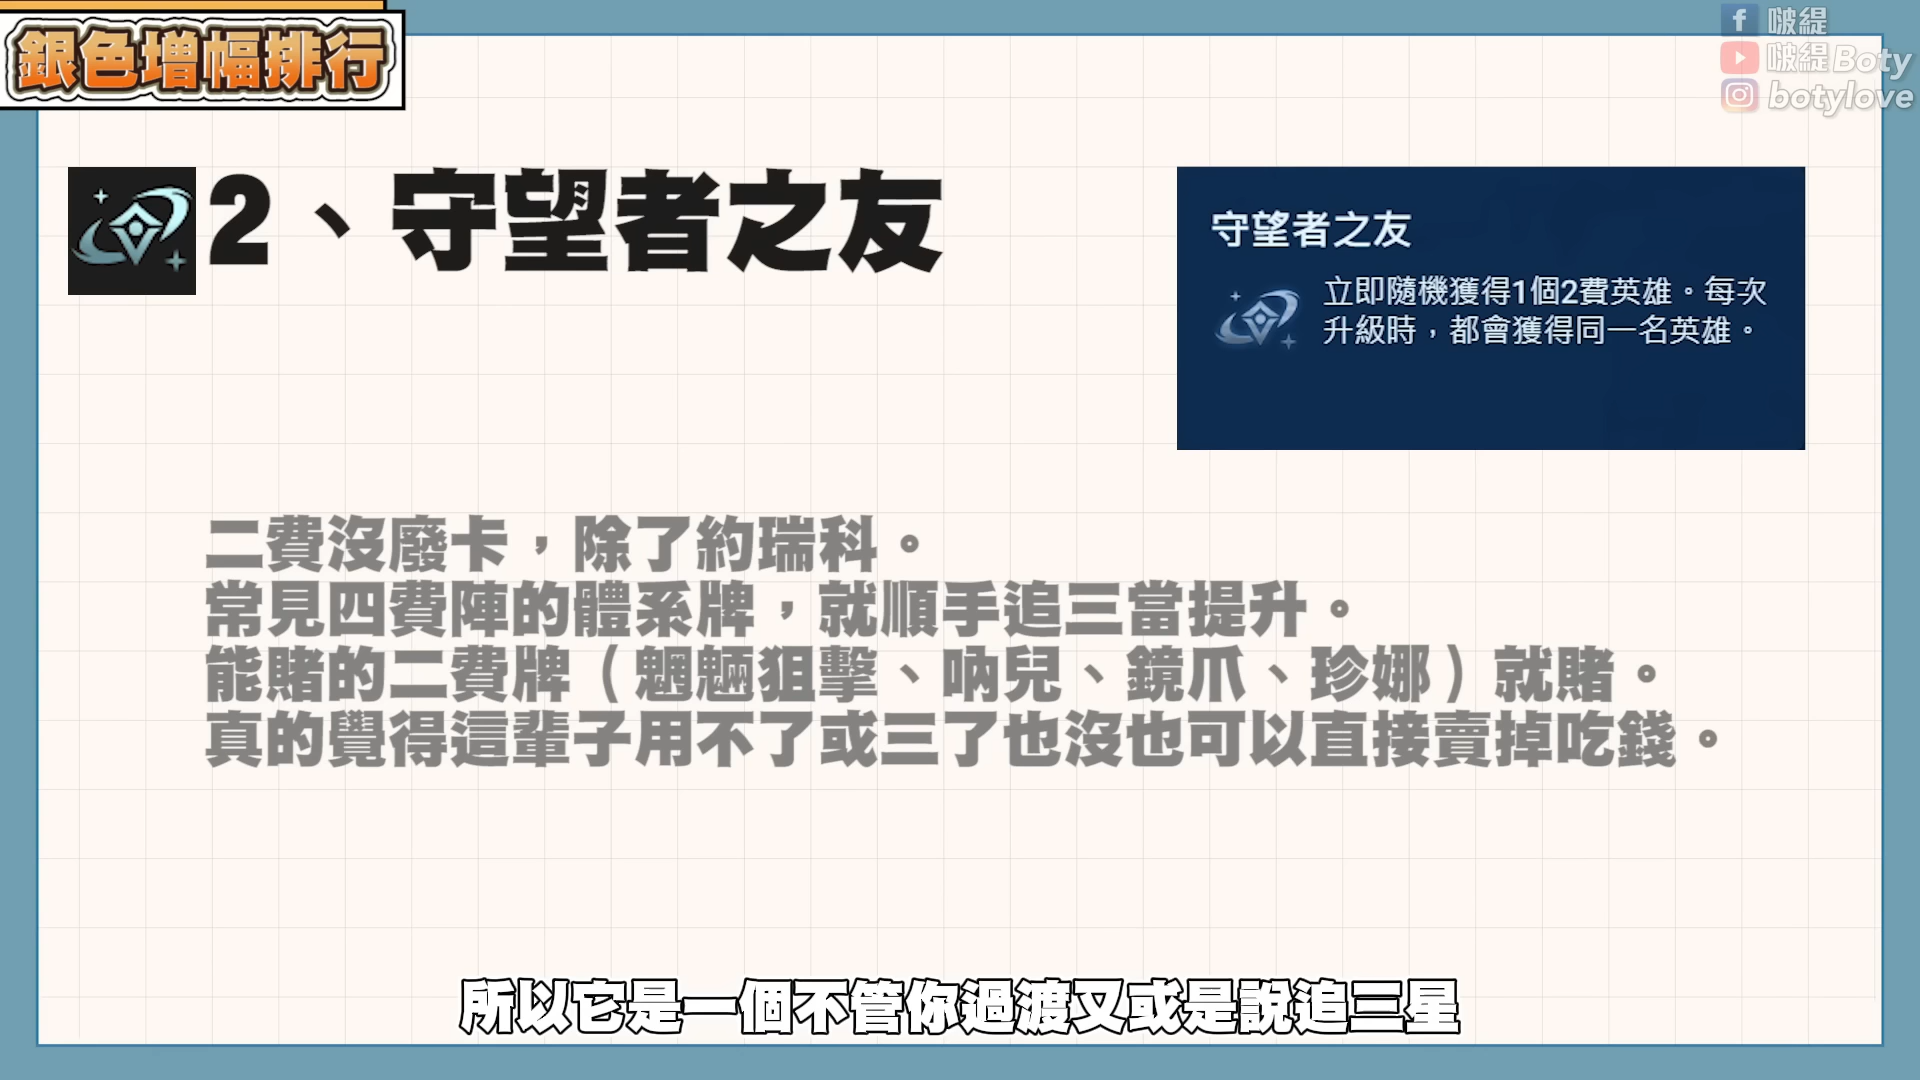 銀色增幅排行
啵緹
啵緹Boty
botylove
2、守望者之友
守望者之友
立即隨機獲得1個2費英雄。每次
升級時,都會獲得同一名英雄。
二費沒廢卡,除了約瑞科。
常見四費陣的體系牌,就順手追三當提升。
能賭的二費牌(魍魎狙擊、吶兒、鏡爪、珍娜)就賭。
真的覺得這輩子用不了或三了也沒也可以直接賣掉吃錢。
所以它是一個不管你過渡又或是說追三星